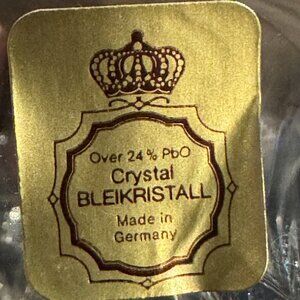 Over 24% PbO
Crystal
BLEIKRISTALL
Made in
Germany